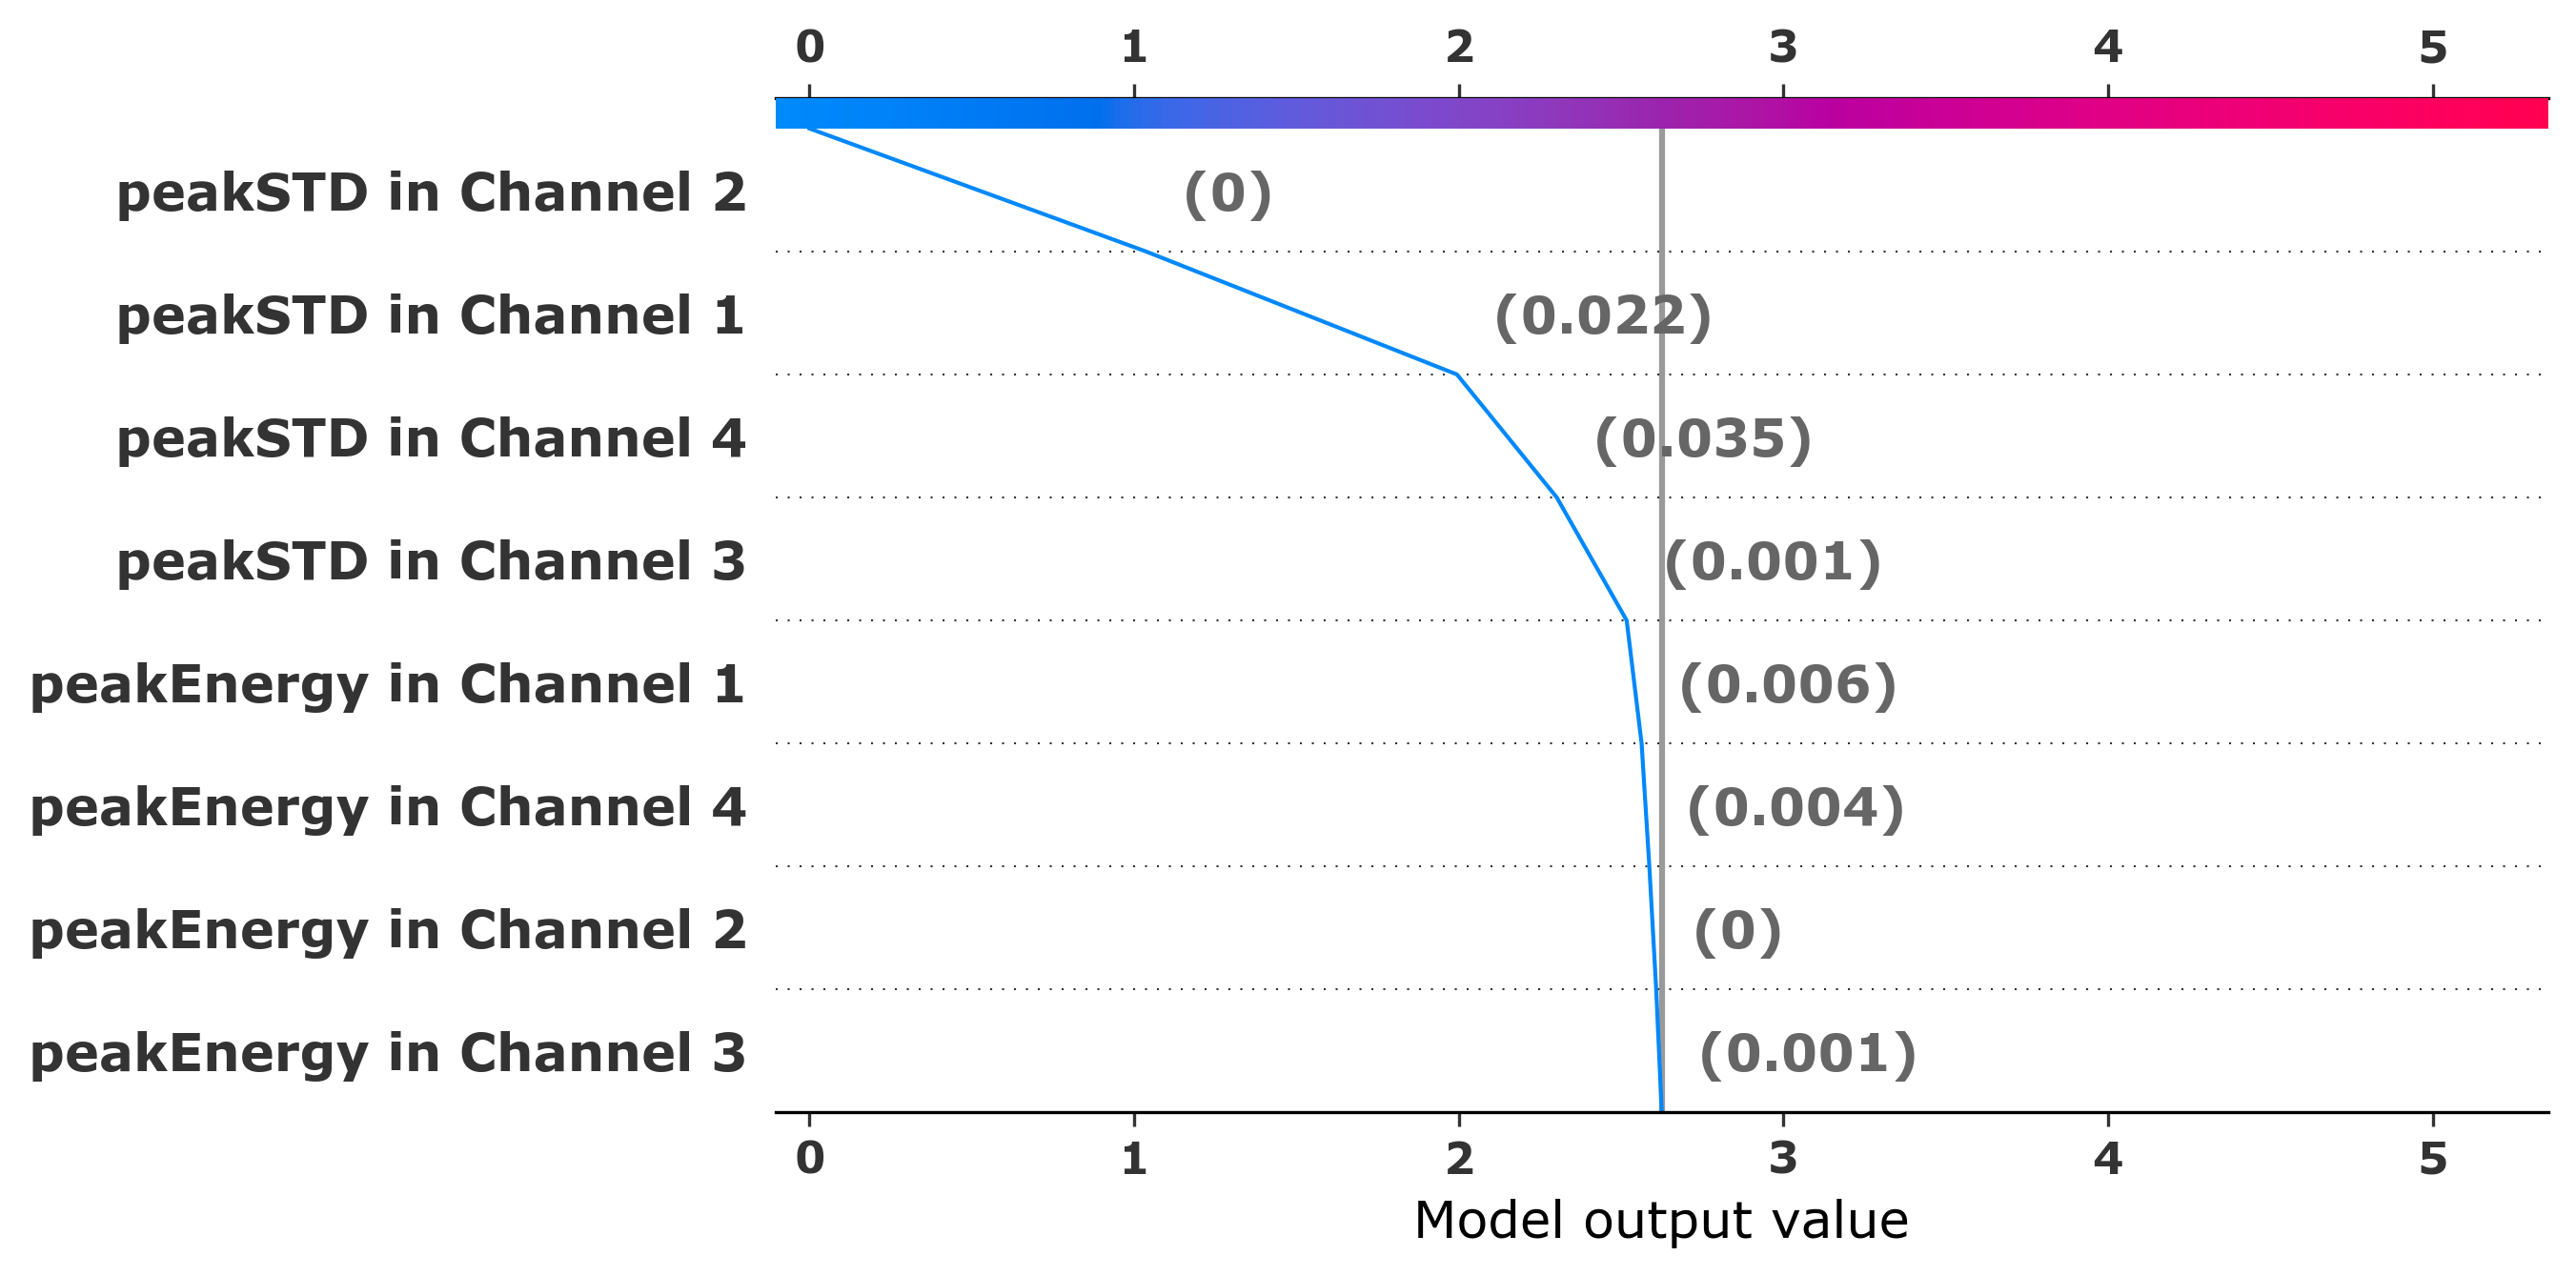 0 1 2 3 4 5
peakSTD in Channel 2 (0)
peakSTD in Channel 1 (0.022)
peakSTD in Channel 4 (0.035)
peakSTD in Channel 3 (0.001)
peakEnergy in Channel 1 (0.006)
peakEnergy in Channel 4 (0.004)
peakEnergy in Channel 2 (0)
peakEnergy in Channel 3 (0.001)
0 1 2 3 4 5
Model output value